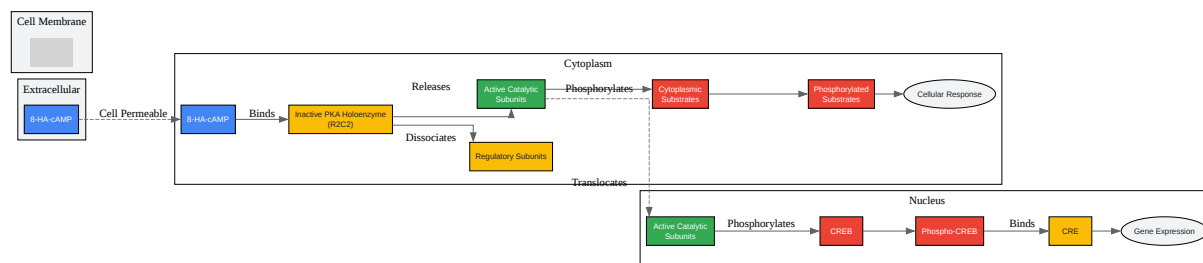 Cell Membrane
Extracellular
8-HA-cAMP
Cell Permeable
Cytoplasm
8-HA-cAMP
Binds
Inactive PKA Holoenzyme
(R2C2)
Releases
Dissociates
Active Catalytic
Subunits
Regulatory Subunits
Phosphorylates
Cytoplasmic
Substrates
Phosphorylated
Substrates
Cellular Response
Translocates
Nucleus
Active Catalytic
Subunits
Phosphorylates
CREB
Phospho-CREB
Binds
CRE
Gene Expression